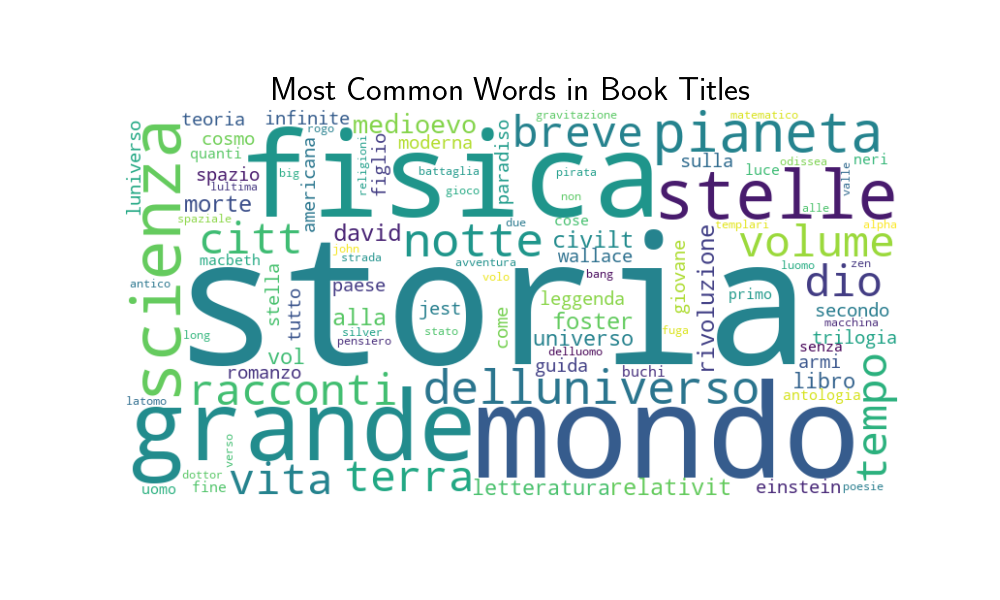 Most Common Words in Book Titles
luniverso
scienza
teoria
infinite
rogo
medioevo
gravitazione
matematico
cosmo
quanti
spazio
lultima
morte
spaziale
big
fisica
americana
religioni
figlio
moderna
battaglia
gioco
paradiso
breve
pianeta
pirata
non
sulla
luce
odissea
neri
valle
stelle
alle
cose
due
templari
alpha
citt
macbeth
david
john
strada
notte
avventura
civilt
wallace
bang
volo
volume
luomo
zen
dio
antico
storia
stella
tutto
paese
alla
silver
pensiero
jest
stato
come
leggenda
foster
universo
delluomo
giovane
fuga
rivoluzione
primo
secondo
macchina
trilogia
senza
armi
long
vol
romanzo
guida
buchi
libro
antologia
tempo
racconti
delluniverso
latomo
grande
mondo
verso
dottor
uomo
fine
vita
terra
letteratura
relativit
einstein
poesie